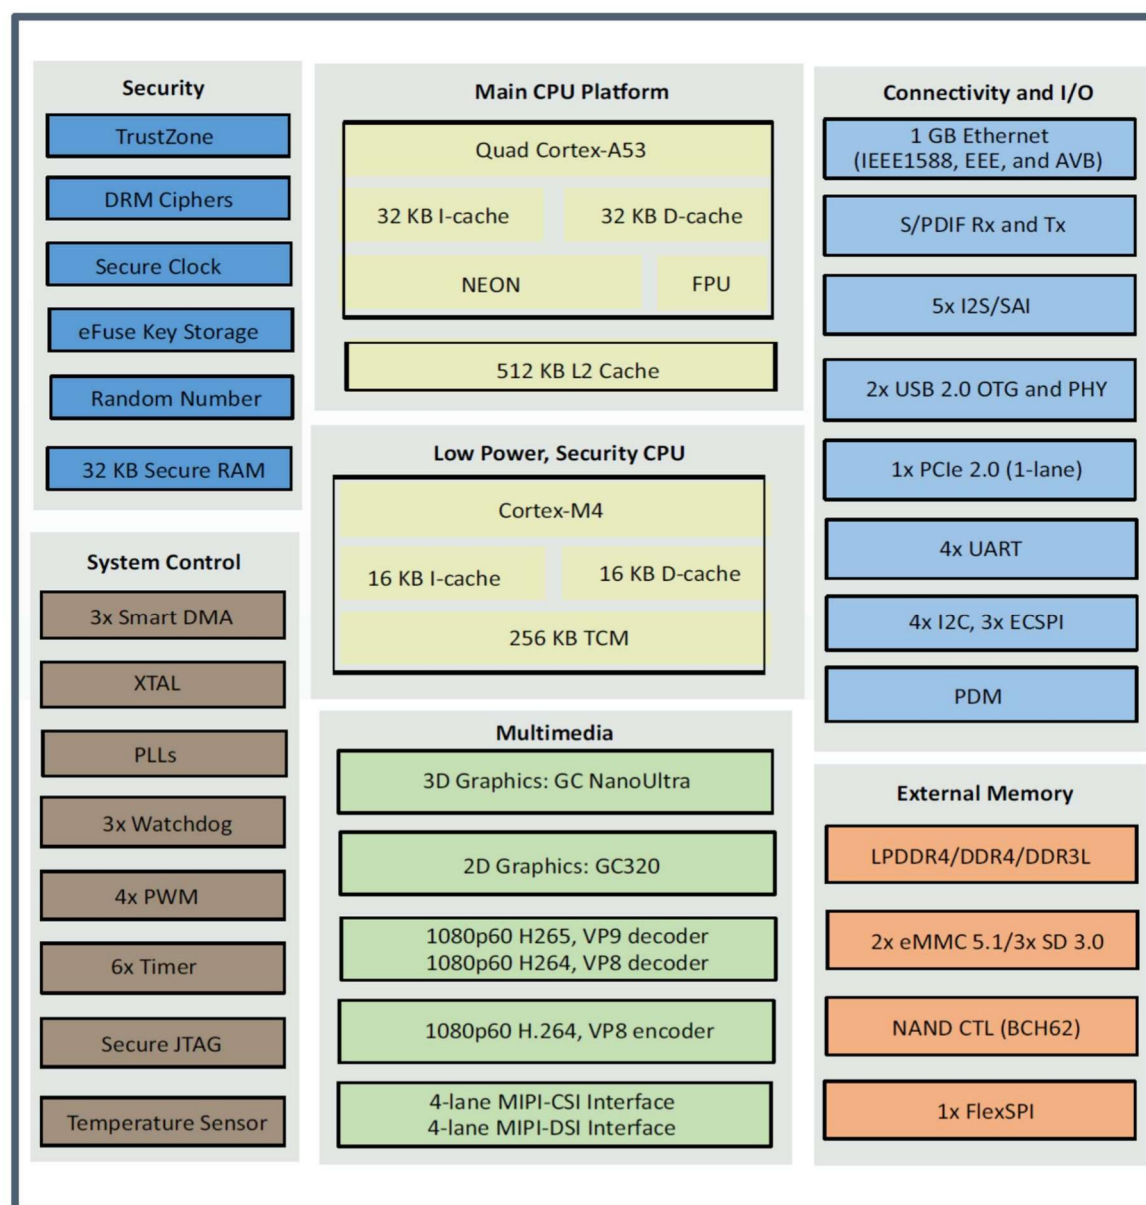 Security
TrustZone
DRM Ciphers
Secure Clock
eFuse Key Storage
Random Number
32 KB Secure RAM
System Control
3x Smart DMA
XTAL
PLLs
3x Watchdog
4x PWM
6x Timer
Secure JTAG
Temperature Sensor
Main CPU Platform
Quad Cortex-A53
32 KB I-cache
32 KB D-cache
NEON
FPU
512 KB L2 Cache
Low Power, Security CPU
Cortex-M4
16 KB I-cache
16 KB D-cache
256 KB TCM
Multimedia
3D Graphics: GC NanoUltra
2D Graphics: GC320
1080p60 H265, VP9 decoder
1080p60 H264, VP8 decoder
1080p60 H.264, VP8 encoder
4-lane MIPI-CSI Interface
4-lane MIPI-DSI Interface
Connectivity and I/O
1 GB Ethernet
(IEEE1588, EEE, and AVB)
S/PDIF Rx and Tx
5x I2S/SAI
2x USB 2.0 OTG and PHY
1x PCIe 2.0 (1-lane)
4x UART
4x I2C, 3x ECSPI
PDM
External Memory
LPDDR4/DDR4/DDR3L
2x eMMC 5.1/3x SD 3.0
NAND CTL (BCH62)
1x FlexSPI